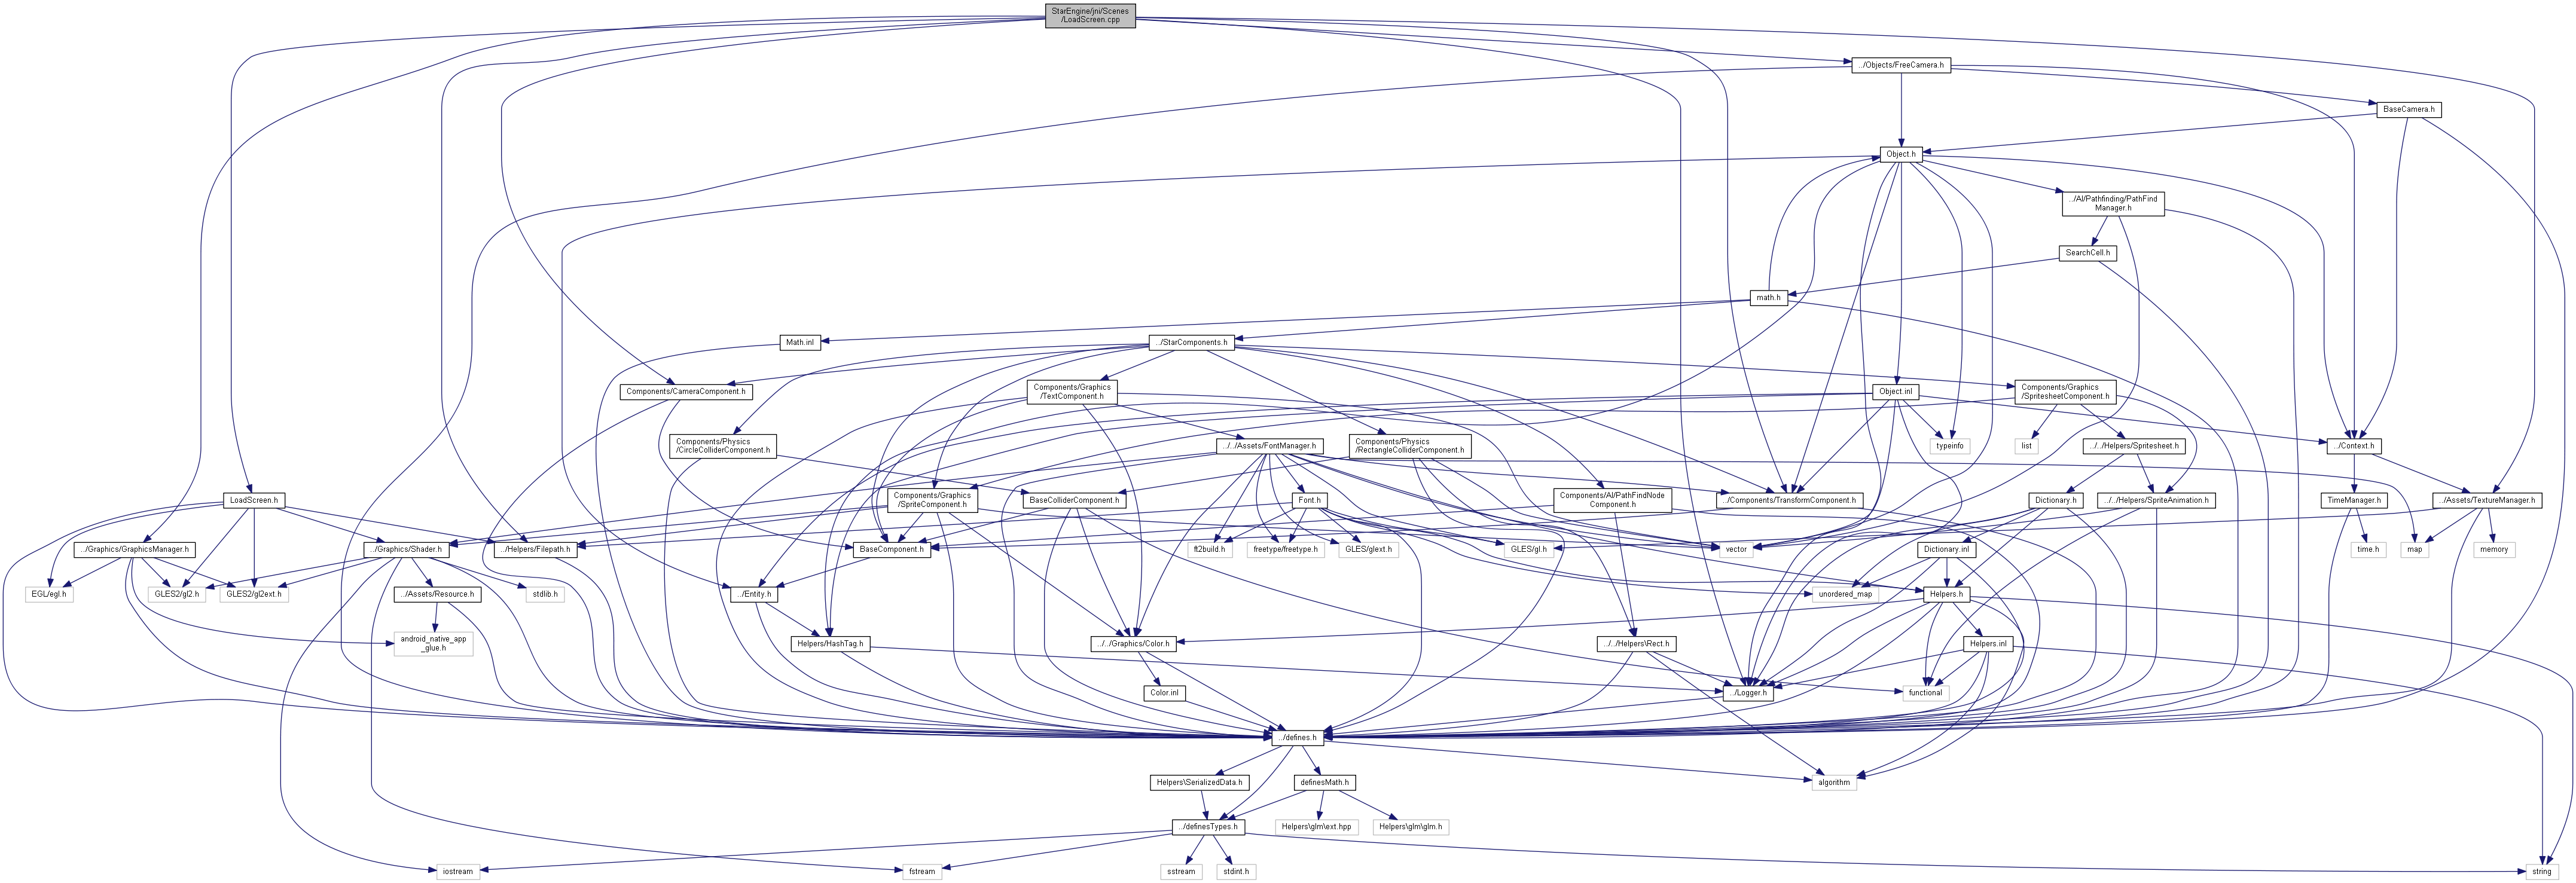 StarEngine/jni/Scenes
/LoadScreen.cpp
../Objects/FreeCamera.h
BaseCamera.h
Object.h
../AI/Pathfinding/PathFind
Manager.h
SearchCell.h
math.h
Math.inl
../StarComponents.h
Components/CameraComponent.h
Components/Graphics
/TextComponent.h
Object.inl
Components/Graphics
/SpritesheetComponent.h
Components/Physics
/CircleColliderComponent.h
../../Assets/FontManager.h
Components/Physics
/RectangleColliderComponent.h
typeinfo
list
../../Helpers/Spritesheet.h
../Context.h
LoadScreen.h
Components/Graphics
/SpriteComponent.h
BaseColliderComponent.h
Font.h
Components/AI/PathFindNode
Component.h
../Components/TransformComponent.h
Dictionary.h
../../Helpers/SpriteAnimation.h
TimeManager.h
../Assets/TextureManager.h
../Graphics/GraphicsManager.h
../Graphics/Shader.h
../Helpers/Filepath.h
BaseComponent.h
ft2build.h
freetype/freetype.h
GLES/glext.h
GLES/gl.h
vector
Dictionary.inl
time.h
map
memory
EGL/egl.h
GLES2/gl2.h
GLES2/gl2ext.h
../Assets/Resource.h
stdlib.h
../Entity.h
unordered_map
Helpers.h
android_native_app
_glue.h
Helpers/HashTag.h
../../Graphics/Color.h
../../Helpers\Rect.h
Helpers.inl
Color.inl
../Logger.h
functional
../defines.h
Helpers\SerializedData.h
definesMath.h
algorithm
../definesTypes.h
Helpers\glm\ext.hpp
Helpers\glm\glm.h
iostream
fstream
sstream
stdint.h
string